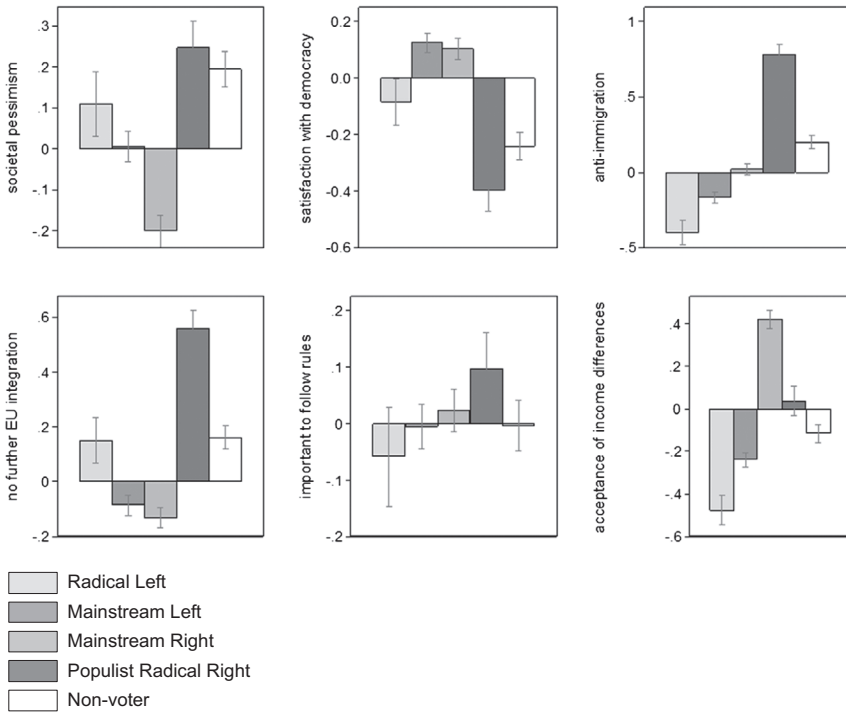 societal pessimism
.3
.2
.1
0
-.1
-.2
satisfaction with democracy
0.2
0.0
-0.2
-0.4
-0.6
anti-immigration
1
.5
0
-.5
no further EU integration
.6
.4
.2
0
-.2
important to follow rules
.2
.1
0
-.1
-.2
acceptance of income differences
.4
.2
0
-.2
-.4
-.6
Radical Left
Mainstream Left
Mainstream Right
Populist Radical Right
Non-voter